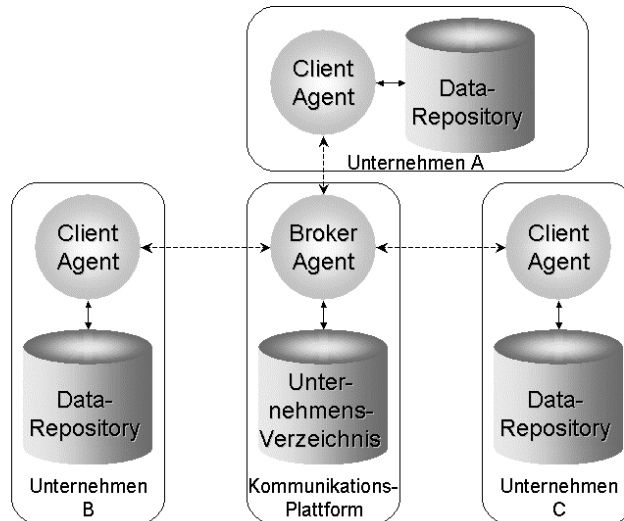 Client
Agent
Data-
Repository
Unternehmen A
Client
Agent
Data-
Repository
Unternehmen
B
Broker
Agent
Unter-
nehmens-
Verzeichnis
Kommunikations-
Plattform
Client
Agent
Data-
Repository
Unternehmen
C